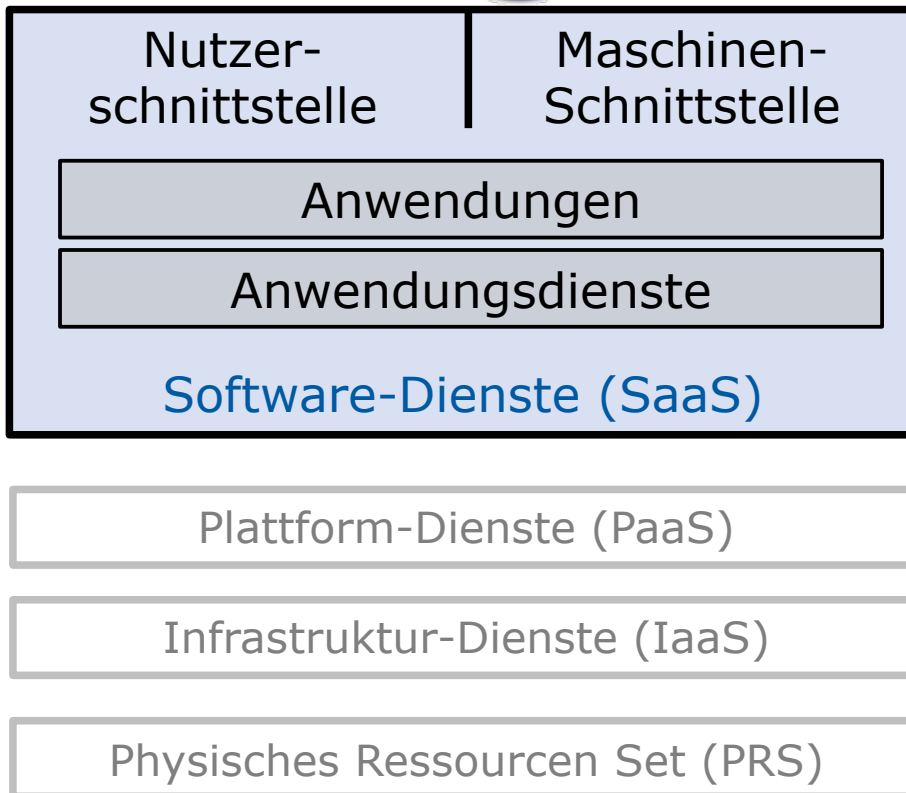 Nutzer-
schnittstelle
Maschinen-
Schnittstelle
Anwendungen
Anwendungsdienste
Software-Dienste (SaaS)
Plattform-Dienste (PaaS)
Infrastruktur-Dienste (IaaS)
Physisches Ressourcen Set (PRS)